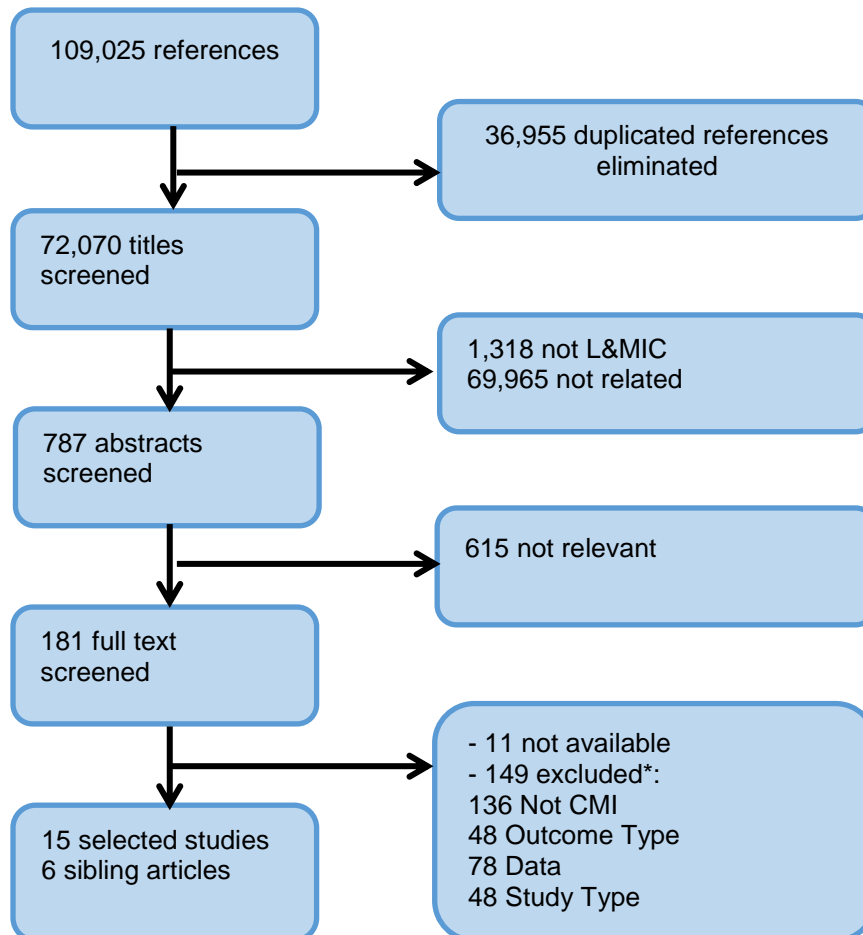 109,025 references
36,955 duplicated references
eliminated
72,070 titles
screened
1,318 not L&MIC
69,965 not related
787 abstracts
screened
615 not relevant
181 full text
screened
- 11 not available
- 149 excluded*:
136 Not CMI
48 Outcome Type
78 Data
48 Study Type
15 selected studies
6 sibling articles